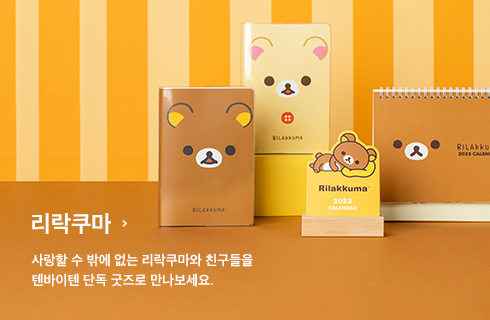 RILAKKUMA
RILAKKUMA
RILAKKUMA
2023 CALENDAR
Rilakkuma™
2023
CALENDAR
리락쿠마 >
사랑할 수 밖에 없는 리락쿠마와 친구들을
텐바이텐 단독 굿즈로 만나보세요.